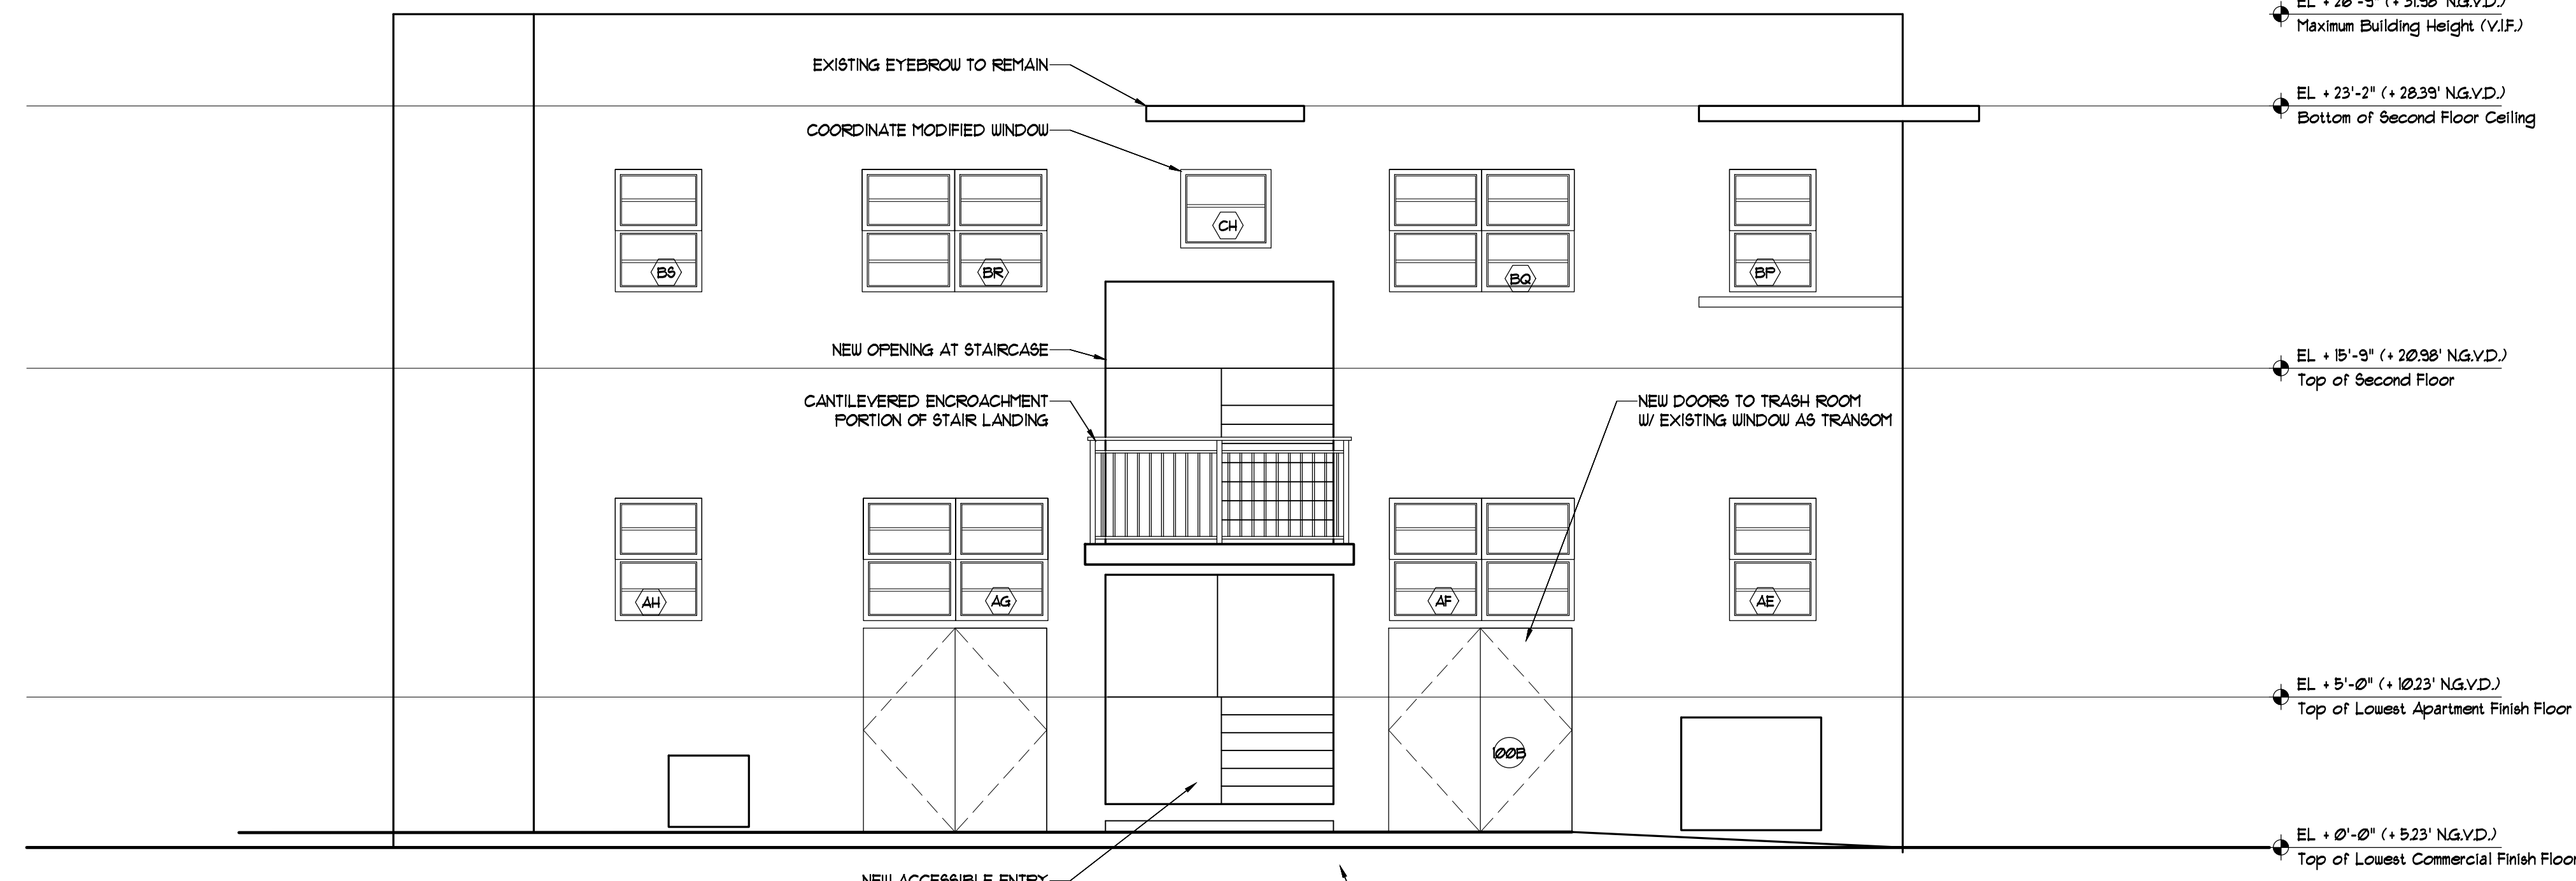 Maximum Building Height (V.I.F.)
EXISTING EYEBROW TO REMAIN
EL + 23'-2" (+ 28.39' N.G.V.D.)
Bottom of Second Floor Ceiling
COORDINATE MODIFIED WINDOW
CH
BS
BR
BQ
BP
NEW OPENING AT STAIRCASE
EL + 15'-9" (+ 20.98' N.G.V.D.)
Top of Second Floor
CANTILEVERED ENCROACHMENT
PORTION OF STAIR LANDING
NEW DOORS TO TRASH ROOM
W/ EXISTING WINDOW AS TRANSOM
AH
AG
AF
AE
EL + 5'-0" (+ 10.23' N.G.V.D.)
Top of Lowest Apartment Finish Floor
100B
EL + 0'-0" (+ 5.23' N.G.V.D.)
Top of Lowest Commercial Finish Floor
NEW ACCESSIBLE ENTRY